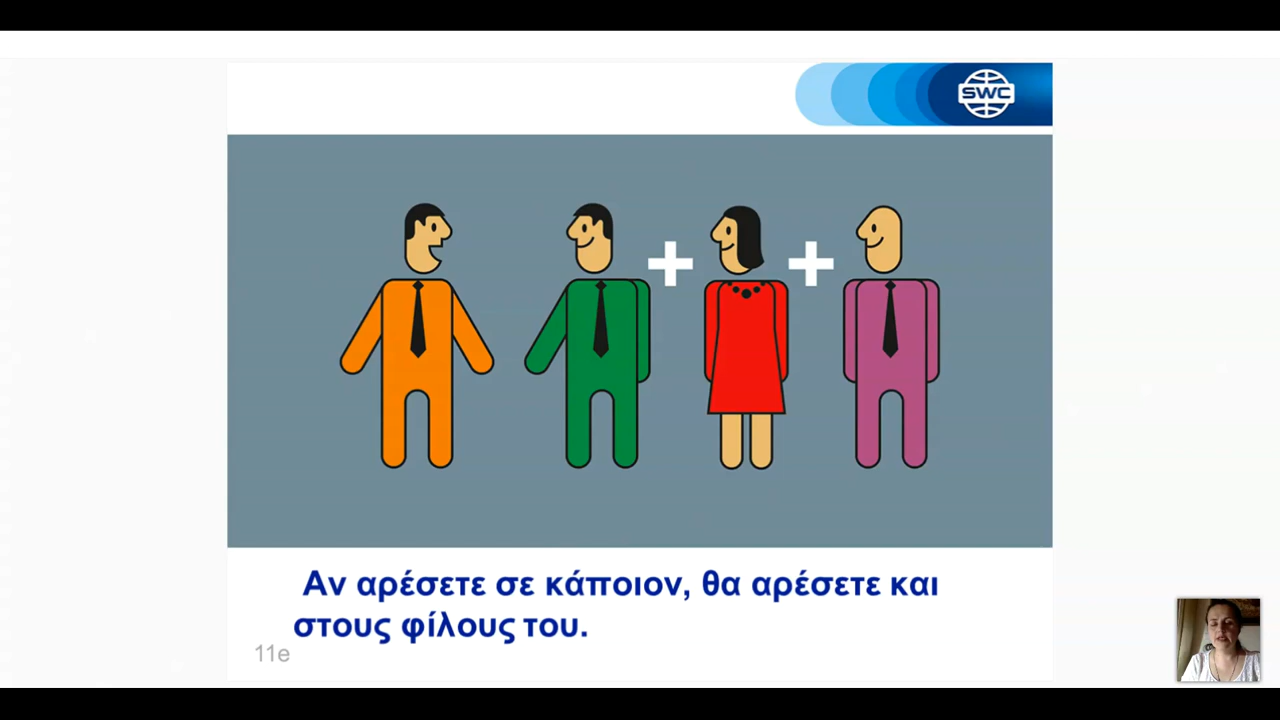 SWC
Αν αρέσετε σε κάποιον, θα αρέσετε και
στους φίλους του.
11e